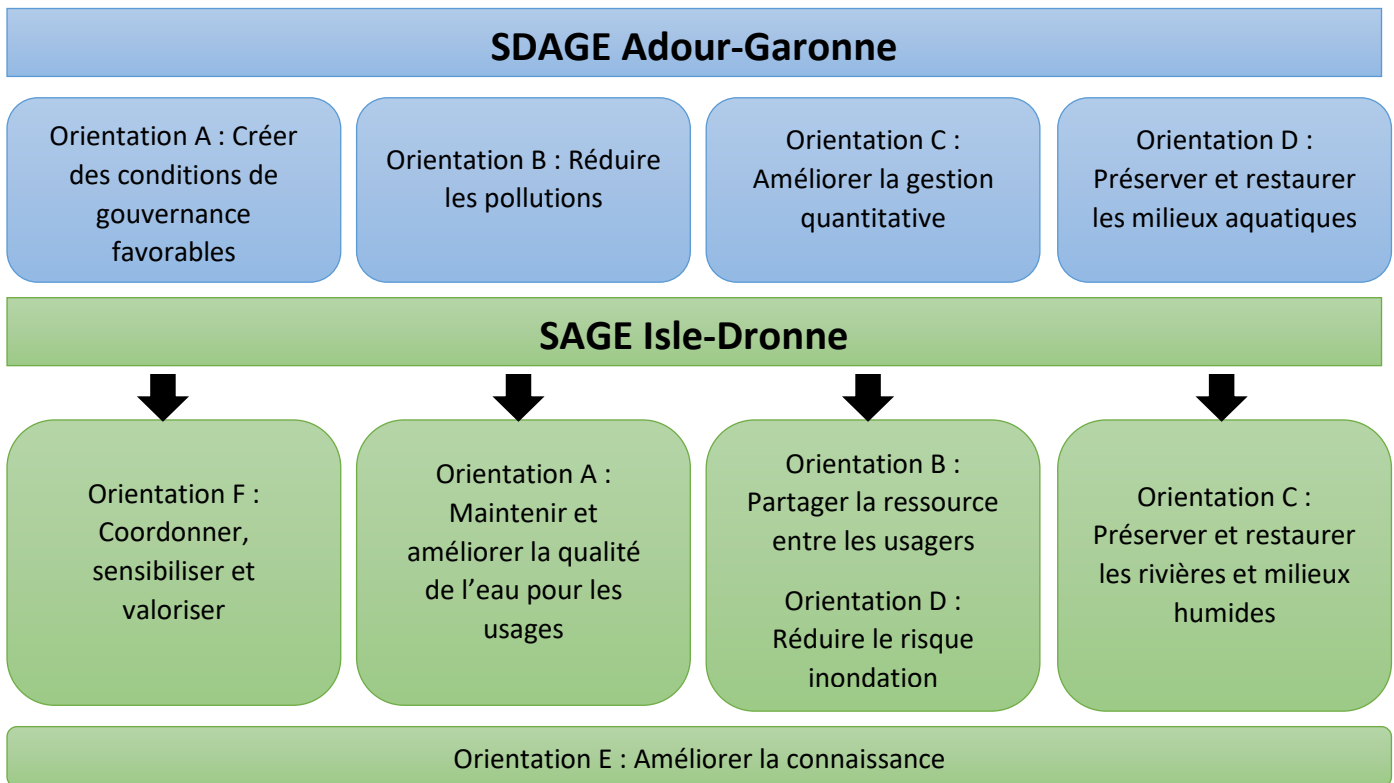 SDAGE Adour-Garonne
Orientation A : Créer
des conditions de
gouvernance
favorables
Orientation B : Réduire
les pollutions
Orientation C :
Améliorer la gestion
quantitative
Orientation D :
Préserver et restaurer
les milieux aquatiques
SAGE Isle-Dronne
Orientation F :
Coordonner,
sensibiliser et
valoriser
Orientation A :
Maintenir et
améliorer la qualité
de l’eau pour les
usages
Orientation B :
Partager la ressource
entre les usagers
Orientation D :
Réduire le risque
inondation
Orientation C :
Préserver et restaurer
les rivières et milieux
humides
Orientation E : Améliorer la connaissance